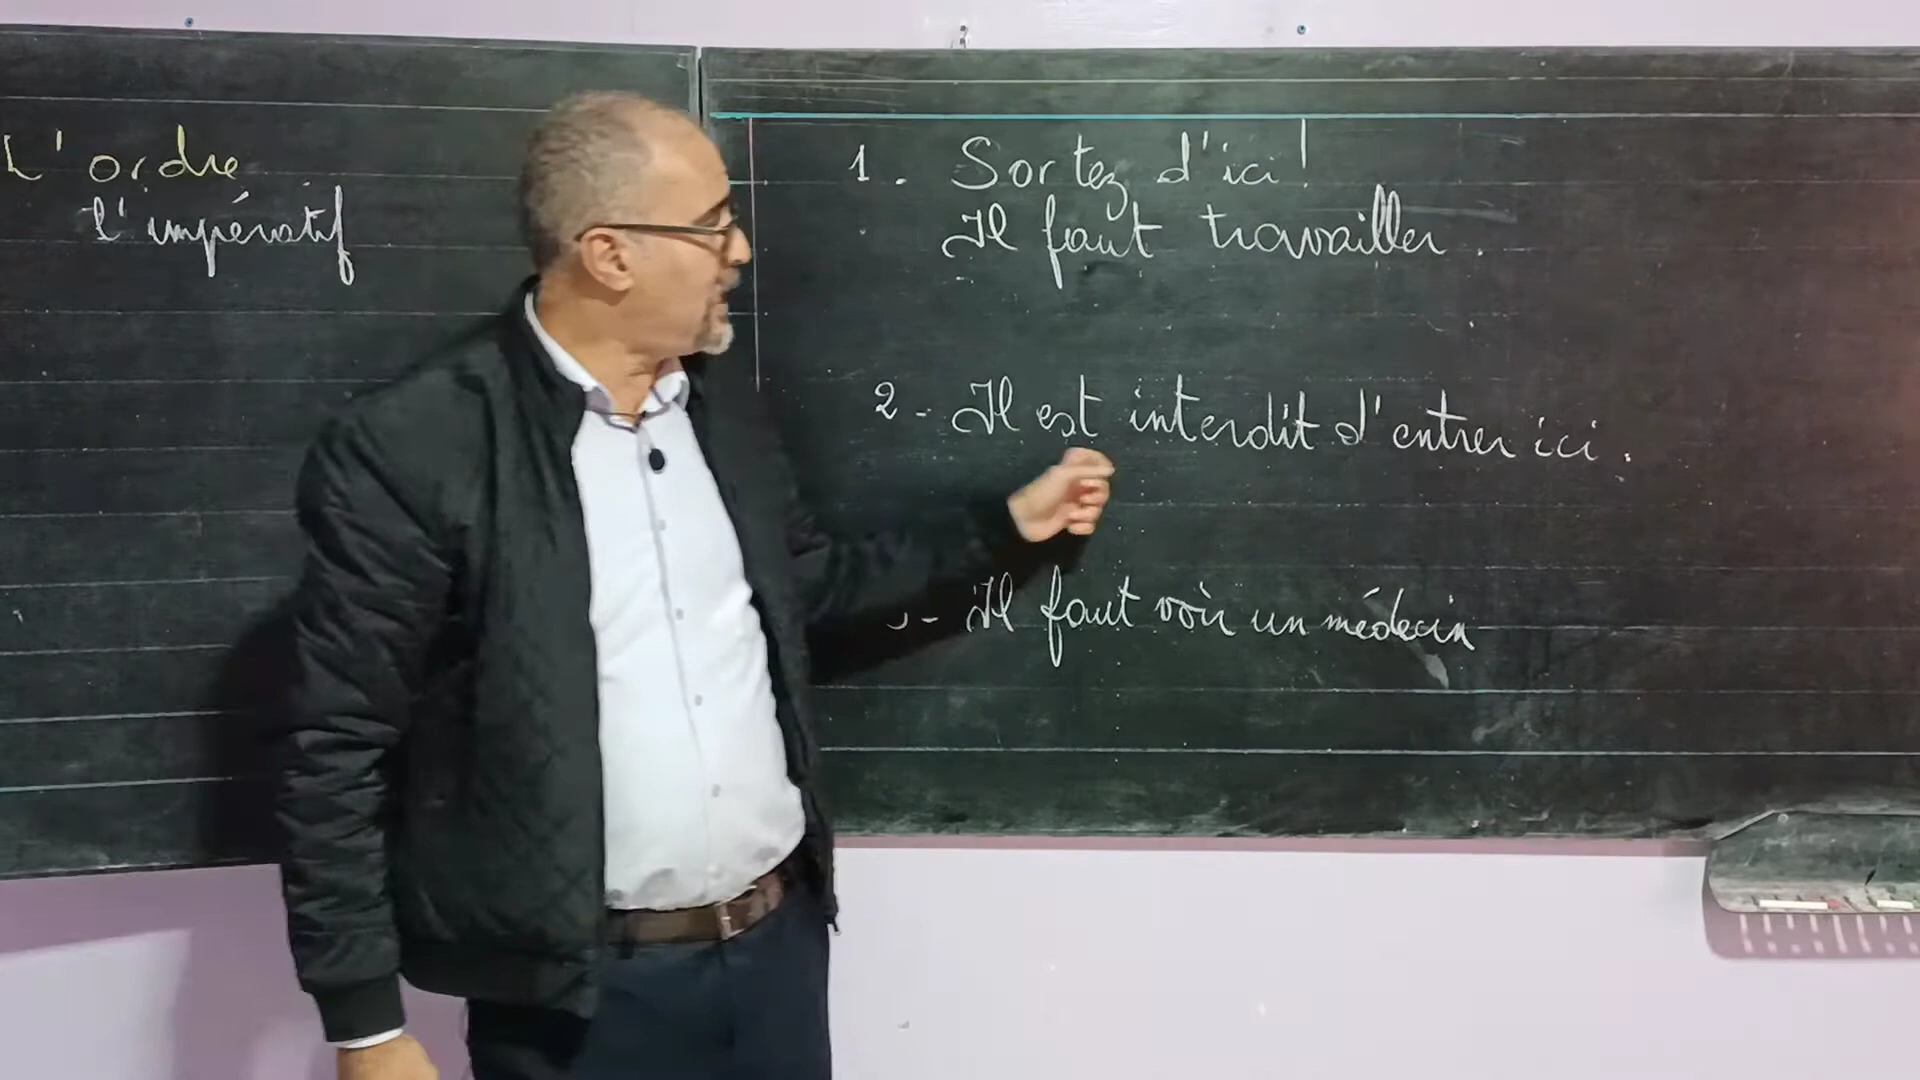 L'ordre
l'impératif
1. Sortez d'ici!
Il faut travailler.
2- Il est interdit d'entrer ici.
- Il faut voir un médecin